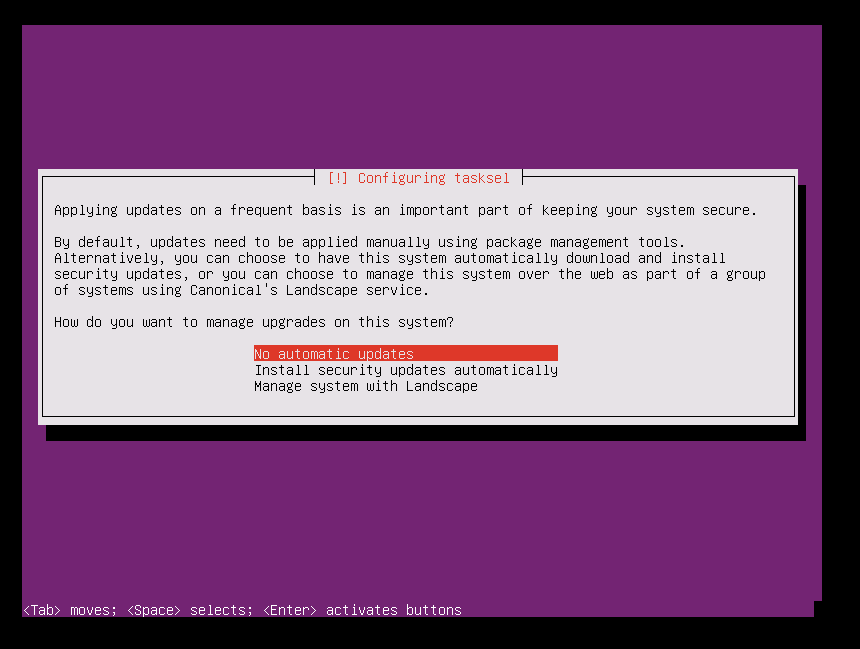 [!] Configuring tasksel
Applying updates on a frequent basis is an important part of keeping your system secure.
By default, updates need to be applied manually using package management tools.
Alternatively, you can choose to have this system automatically download and install
security updates, or you can choose to manage this system over the web as part of a group
of systems using Canonical's Landscape service.
How do you want to manage upgrades on this system?
No automatic updates
Install security updates automatically
Manage system with Landscape
<Tab> moves; <Space> selects; <Enter> activates buttons